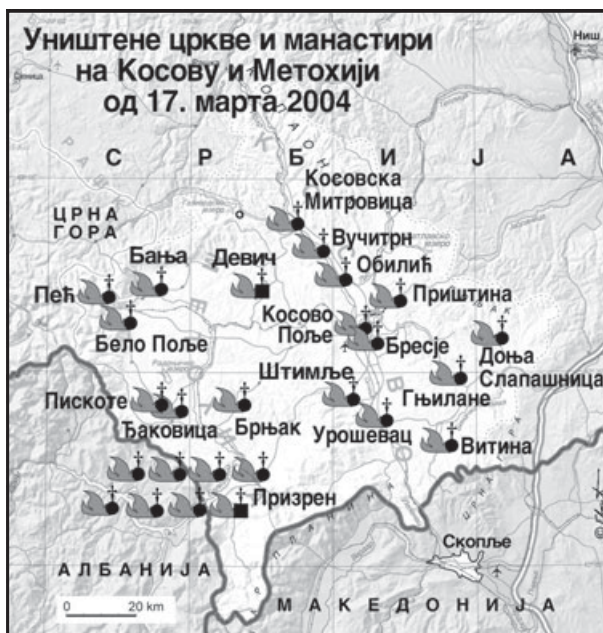 Уништене цркве и манастири
на Косову и Метохији
од 17. марта 2004
Ниш
С Р Б И Ј А
ЦРНА
ГОРА
Косовска
Митровица
Вучитрн
Обилић
Бања
Девич
Пећ
Приштина
Косово
Поље
Бело Поље
Бресје
Доња
Слапашница
Штимље
Гњилане
Пискоте
Ђаковица
Брњак
Урошевац
Витина
Призрен
Скопље
АЛБАНИЈА
МАКЕДОНИЈА
0 20 km